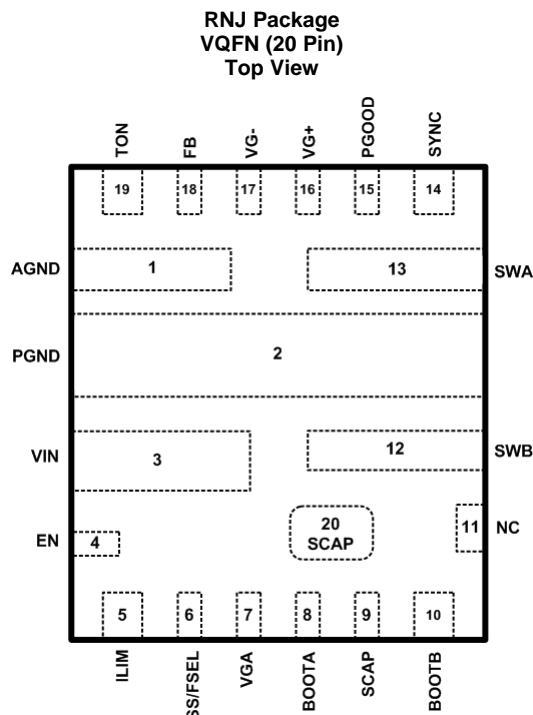 RNJ Package
VQFN (20 Pin)
Top View
TON
FB
VG-
VG+
PGOOD
SYNC
19
18
17
16
15
14
AGND
1
13
SWA
PGND
2
VIN
3
12
SWB
EN
4
20
SCAP
11
NC
5
6
7
8
9
10
ILIM
SS/FSEL
VGA
BOOTA
SCAP
BOOTB